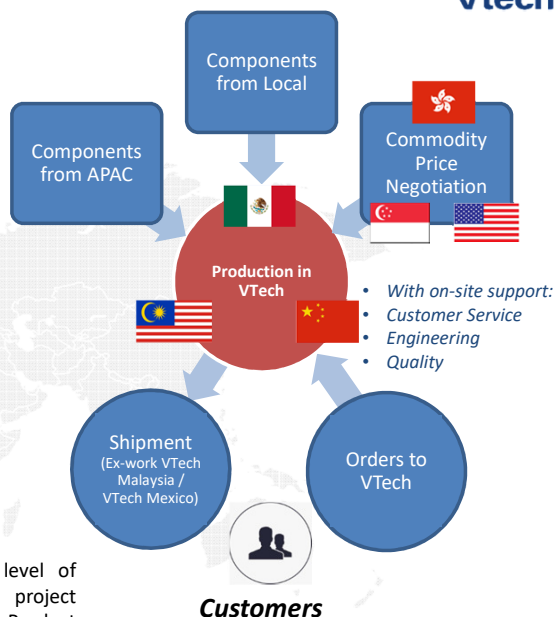 Vtech
Components
from Local
Components
from APAC
Commodity
Price
Negotiation
Production in
VTech
• With on-site support:
• Customer Service
• Engineering
• Quality
Shipment
(Ex-work VTech
Malaysia /
VTech Mexico)
Orders to
VTech
level of
project
Customers